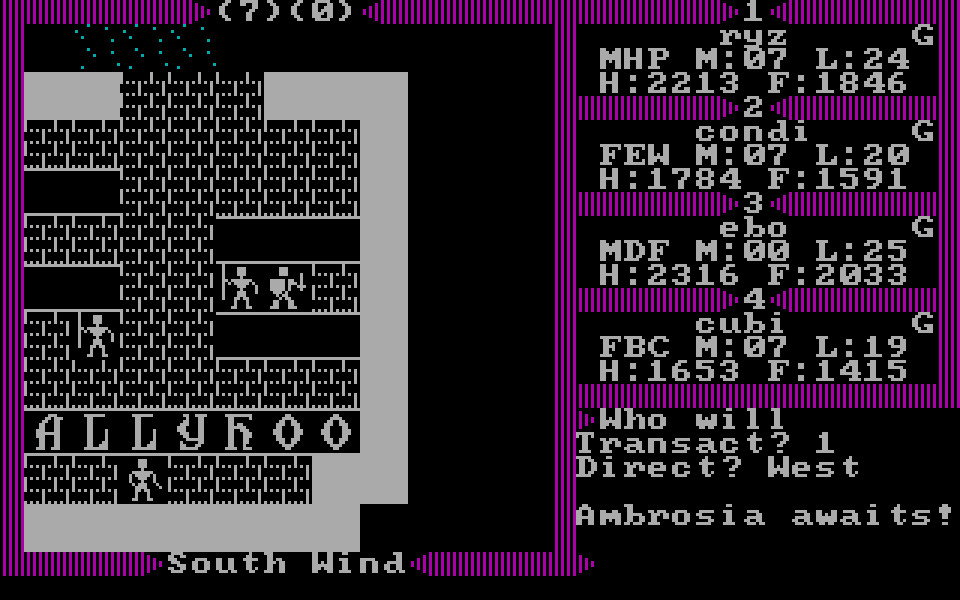 (7)(0)
ALLYHOO
South Wind
1
ryz G
MHP M:07 L:24
H:2213 F:1846
2
condi G
FEW M:07 L:20
H:1784 F:1591
3
ebo G
MDF M:00 L:25
H:2316 F:2033
4
cubi G
FBC M:07 L:19
H:1653 F:1415
Who will
Transact? 1
Direct? West
Ambrosia awaits!